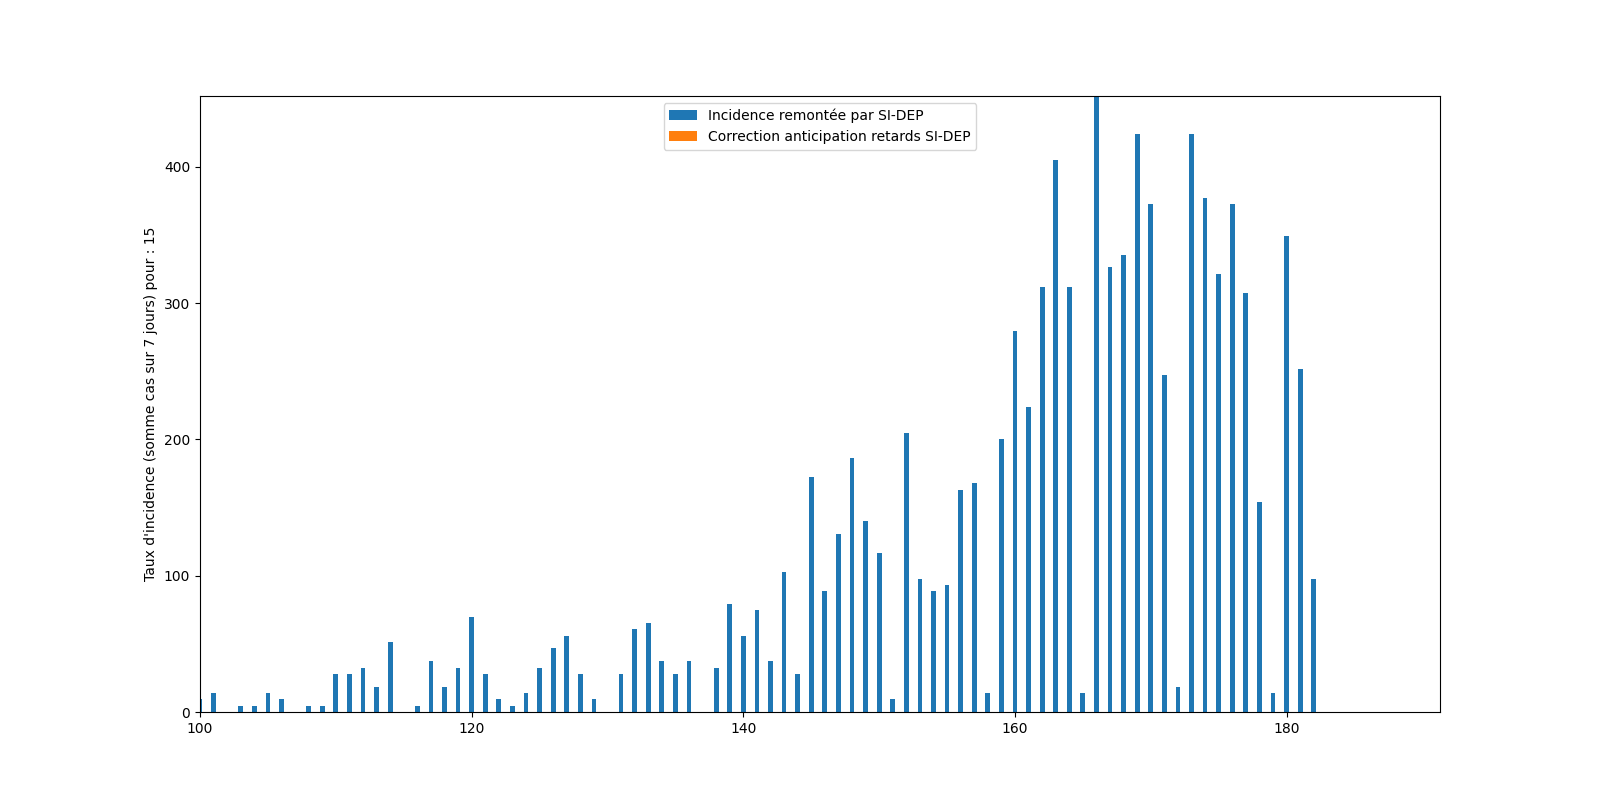 Incidence remontée par SI-DEP
Correction anticipation retards SI-DEP
Taux d'incidence (somme cas sur 7 jours) pour : 15
400
300
200
100
0
100 120 140 160 180